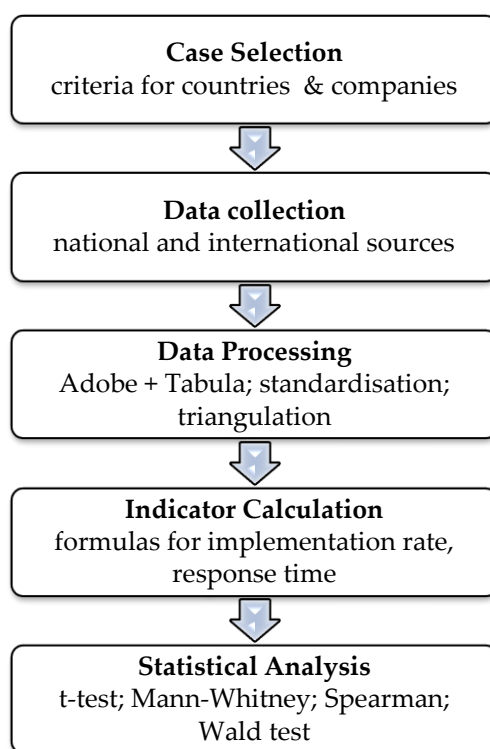 Case Selection
criteria for countries & companies
Data collection
national and international sources
Data Processing
Adobe + Tabula; standardisation;
triangulation
Indicator Calculation
formulas for implementation rate,
response time
Statistical Analysis
t-test; Mann-Whitney; Spearman;
Wald test